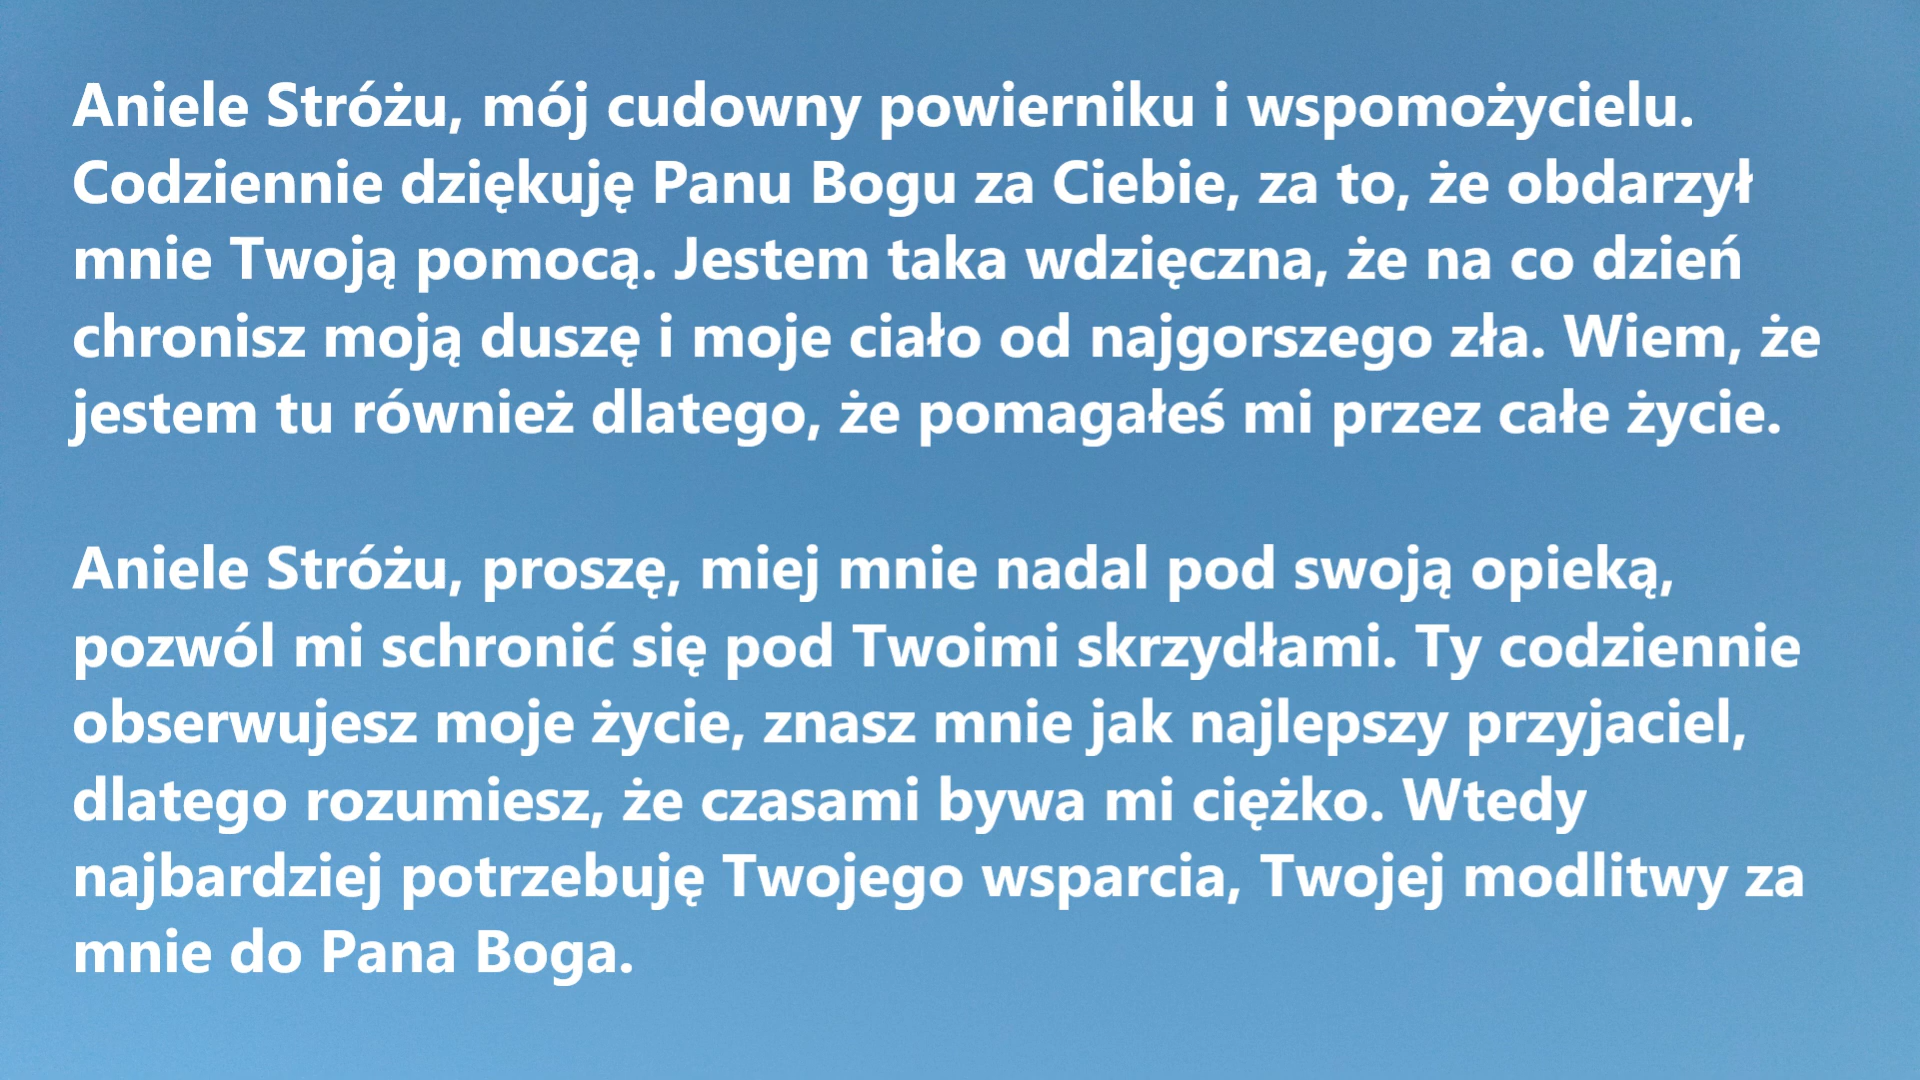 Aniele Stróżu, mój cudowny powierniku i wspomożycielu.
Codziennie dziękuję Panu Bogu za Ciebie, za to, że obdarzył
mnie Twoją pomocą. Jestem taka wdzięczna, że na co dzień
chronisz moją duszę i moje ciało od najgorszego zła. Wiem, że
jestem tu również dlatego, że pomagałeś mi przez całe życie.
Aniele Stróżu, proszę, miej mnie nadal pod swoją opieką,
pozwól mi schronić się pod Twoimi skrzydłami. Ty codziennie
obserwujesz moje życie, znasz mnie jak najlepszy przyjaciel,
dlatego rozumiesz, że czasami bywa mi ciężko. Wtedy
najbardziej potrzebuję Twojego wsparcia, Twojej modlitwy za
mnie do Pana Boga.